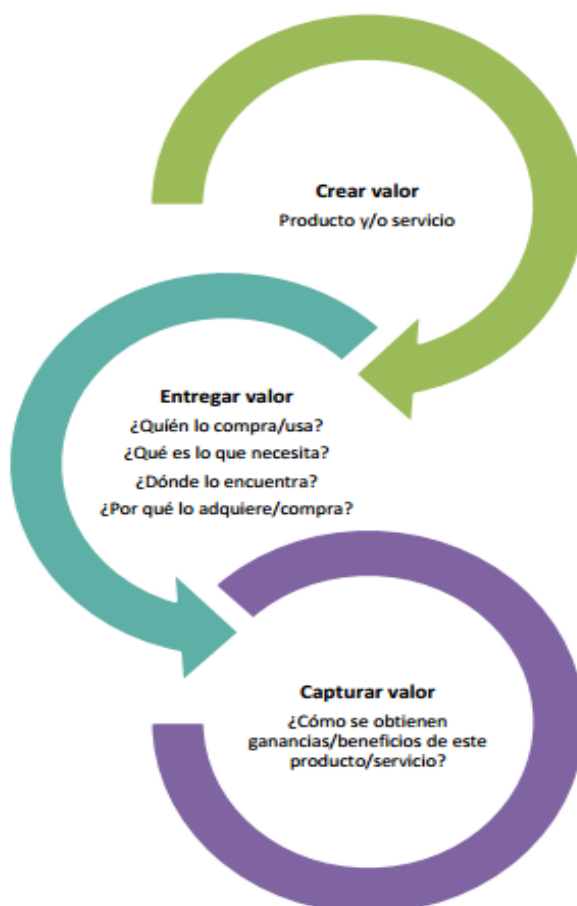 Crear valor
Producto y/o servicio
Entregar valor
¿Quién lo compra/usa?
¿Qué es lo que necesita?
¿Dónde lo encuentra?
¿Por qué lo adquiere/compra?
Capturar valor
¿Cómo se obtienen
ganancias/beneficios de este
producto/servicio?